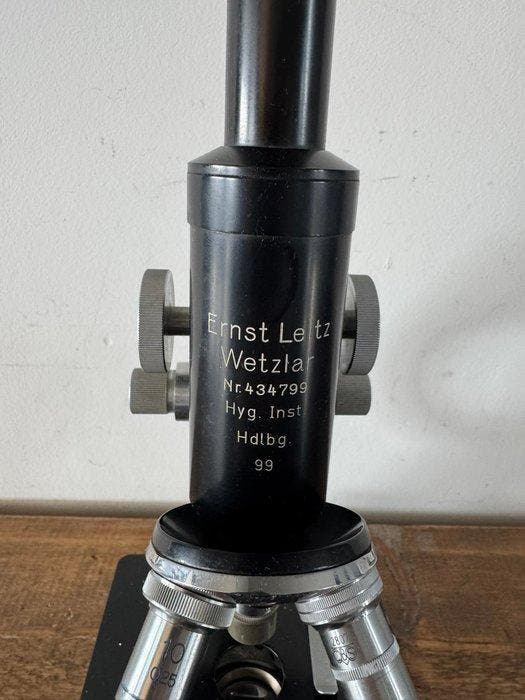 Ernst Leitz
Wetzlar
Nr. 434799
Hyg. Inst.
Hdlbg.
99
10
0,25